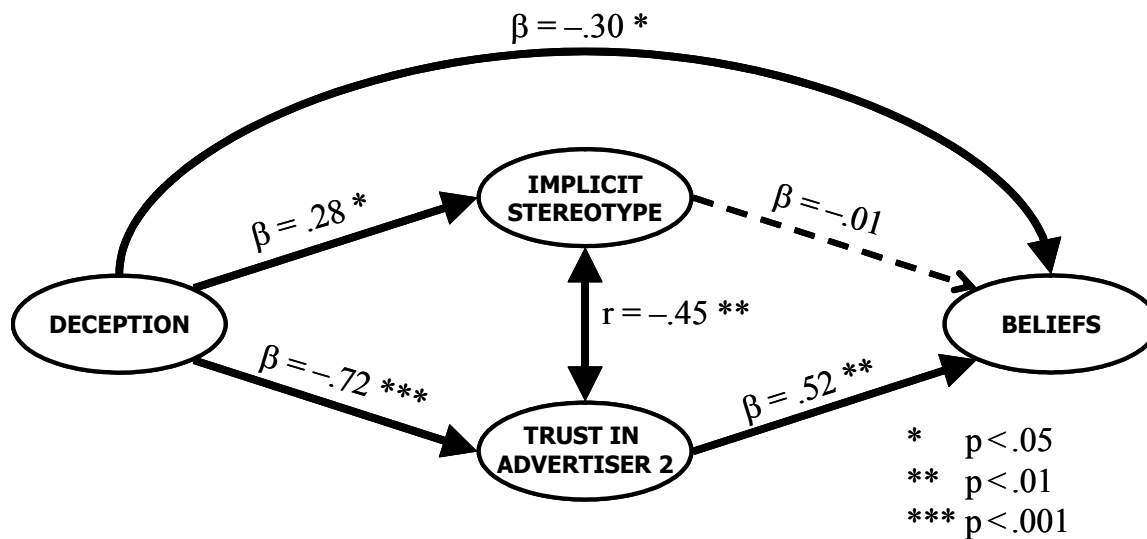 β = –.30 *
IMPLICIT
STEREOTYPE
β = .28 *
β = –.01
DECEPTION
r = –.45 **
BELIEFS
β = –.72 ***
β = .52 **
TRUST IN
ADVERTISER 2
* p < .05
** p < .01
*** p < .001